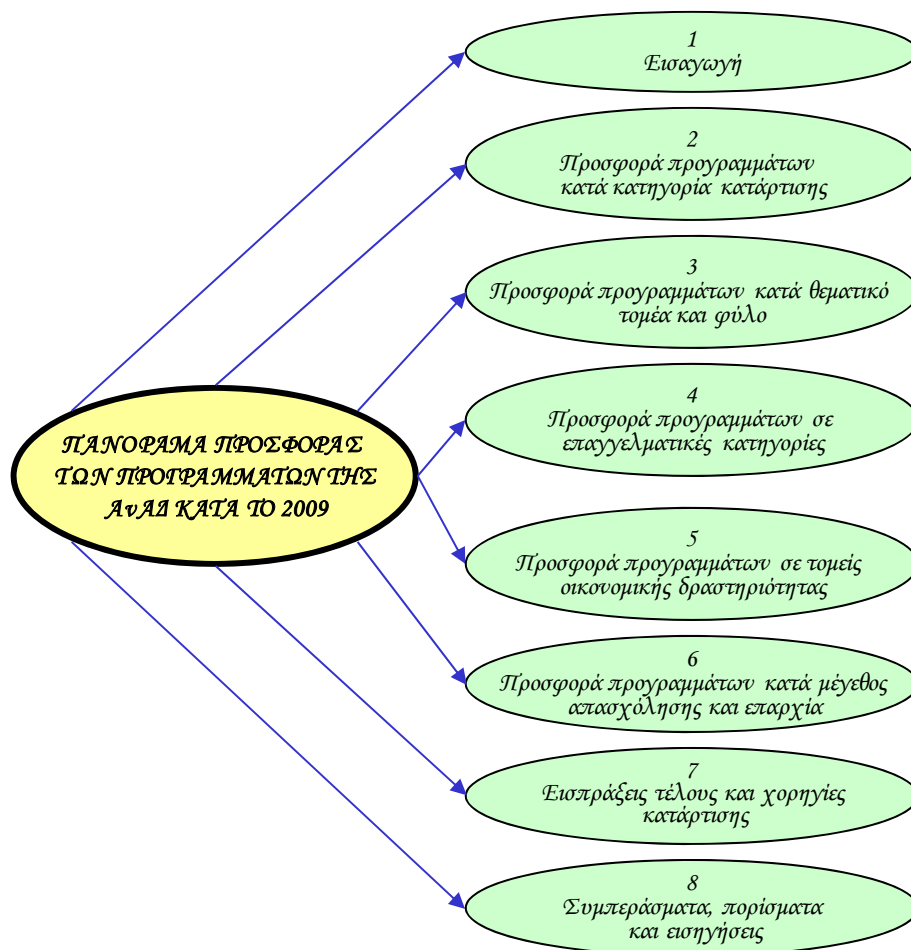 1
Εισαγωγή
2
Προσφορά προγραμμάτων
κατά κατηγορία κατάρτισης
3
Προσφορά προγραμμάτων κατά θεματικό
τομέα και φύλο
ΠΑΝΟΡΑΜΑ ΠΡΟΣΦΟΡΑΣ
ΤΩΝ ΠΡΟΓΡΑΜΜΑΤΩΝ ΤΗΣ
ΑνΑΔ ΚΑΤΑ ΤΟ 2009
4
Προσφορά προγραμμάτων σε
επαγγελματικές κατηγορίες
5
Προσφορά προγραμμάτων σε τομείς
οικονομικής δραστηριότητας
6
Προσφορά προγραμμάτων κατά μέγεθος
απασχόλησης και επαρχία
7
Εισπράξεις τέλους και χορηγίες
κατάρτισης
8
Συμπεράσματα, πορίσματα
και εισηγήσεις